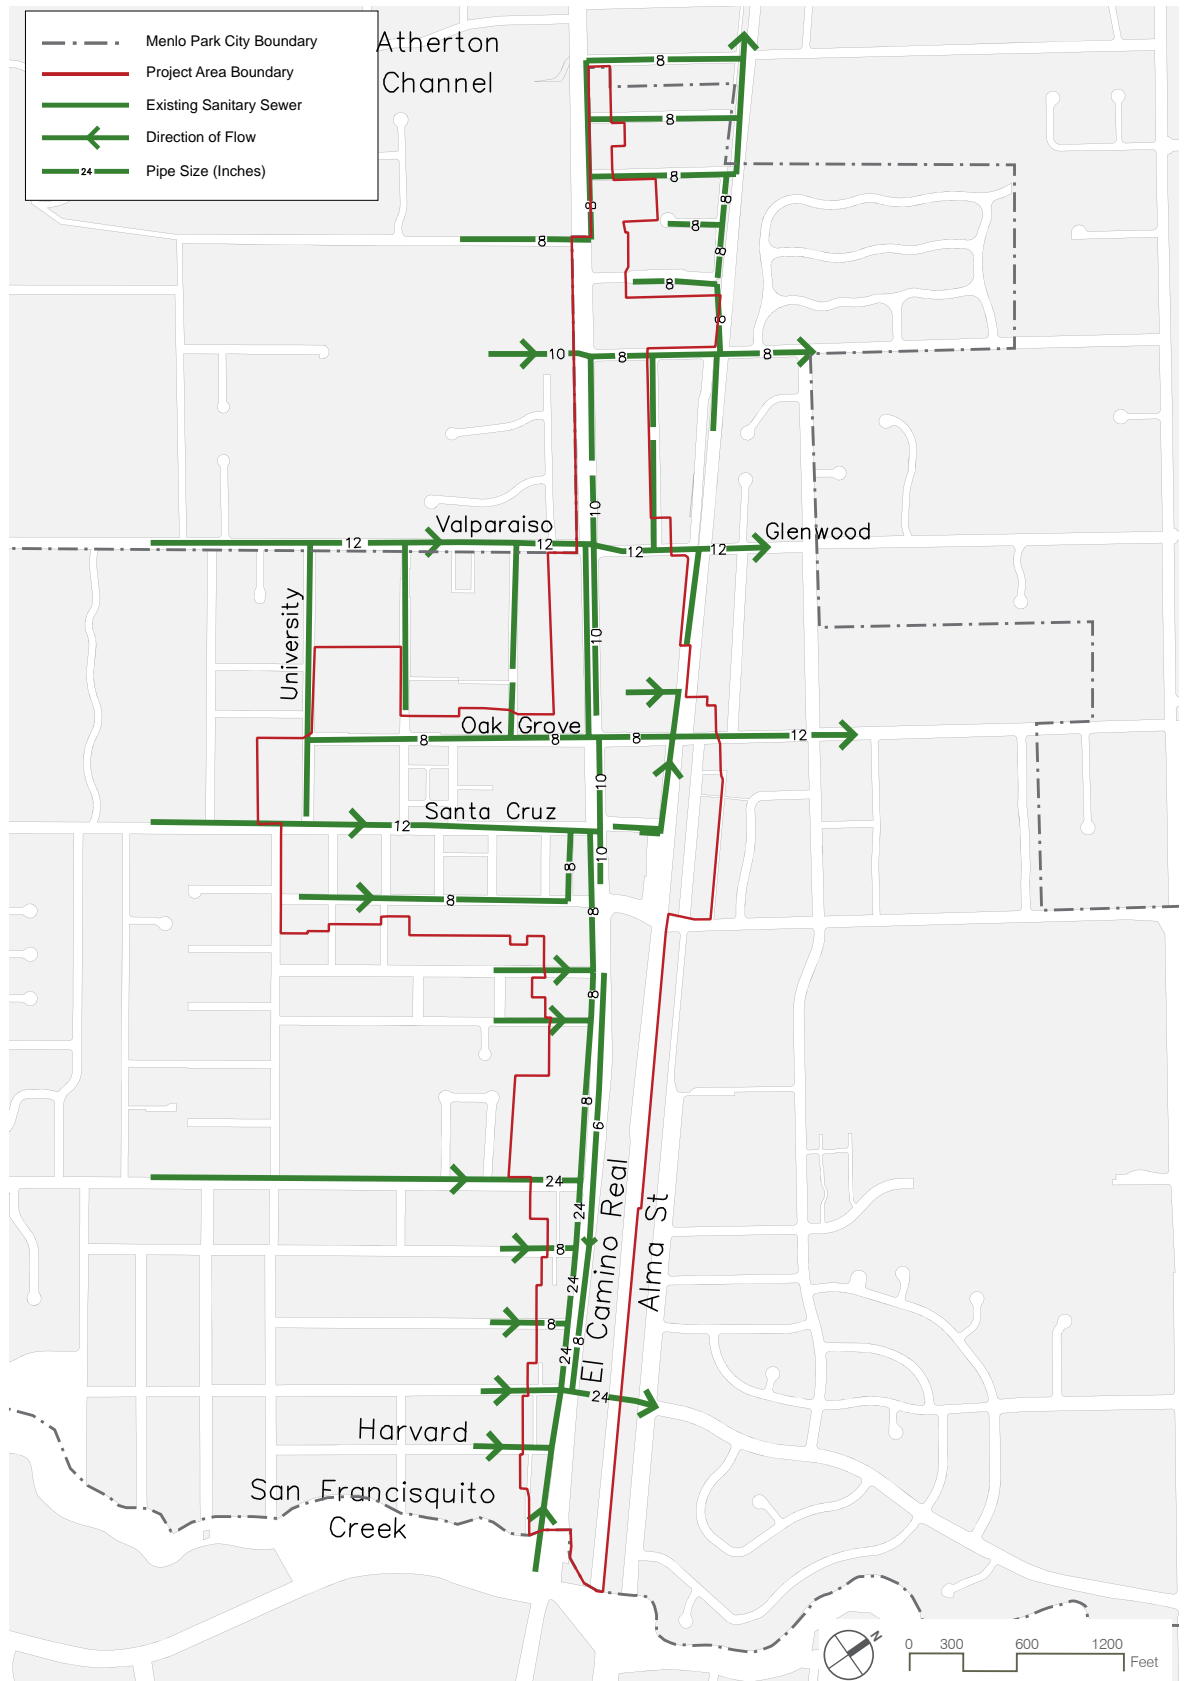 Menlo Park City Boundary
Project Area Boundary
Existing Sanitary Sewer
Direction of Flow
24 Pipe Size (Inches)
Atherton
Channel
8
8
8
8
8
8
8
8
8
6
10
8
8
10
Valparaiso
Glenwood
12
12
12
12
University
10
Oak Grove
8
8
8
12
10
Santa Cruz
12
10
8
8
8
8
8
6
24
24
El Camino Real
Alma St
8
24
8
8
24
24
Harvard
San Francisquito
Creek
N
0 300 600 1200
Feet